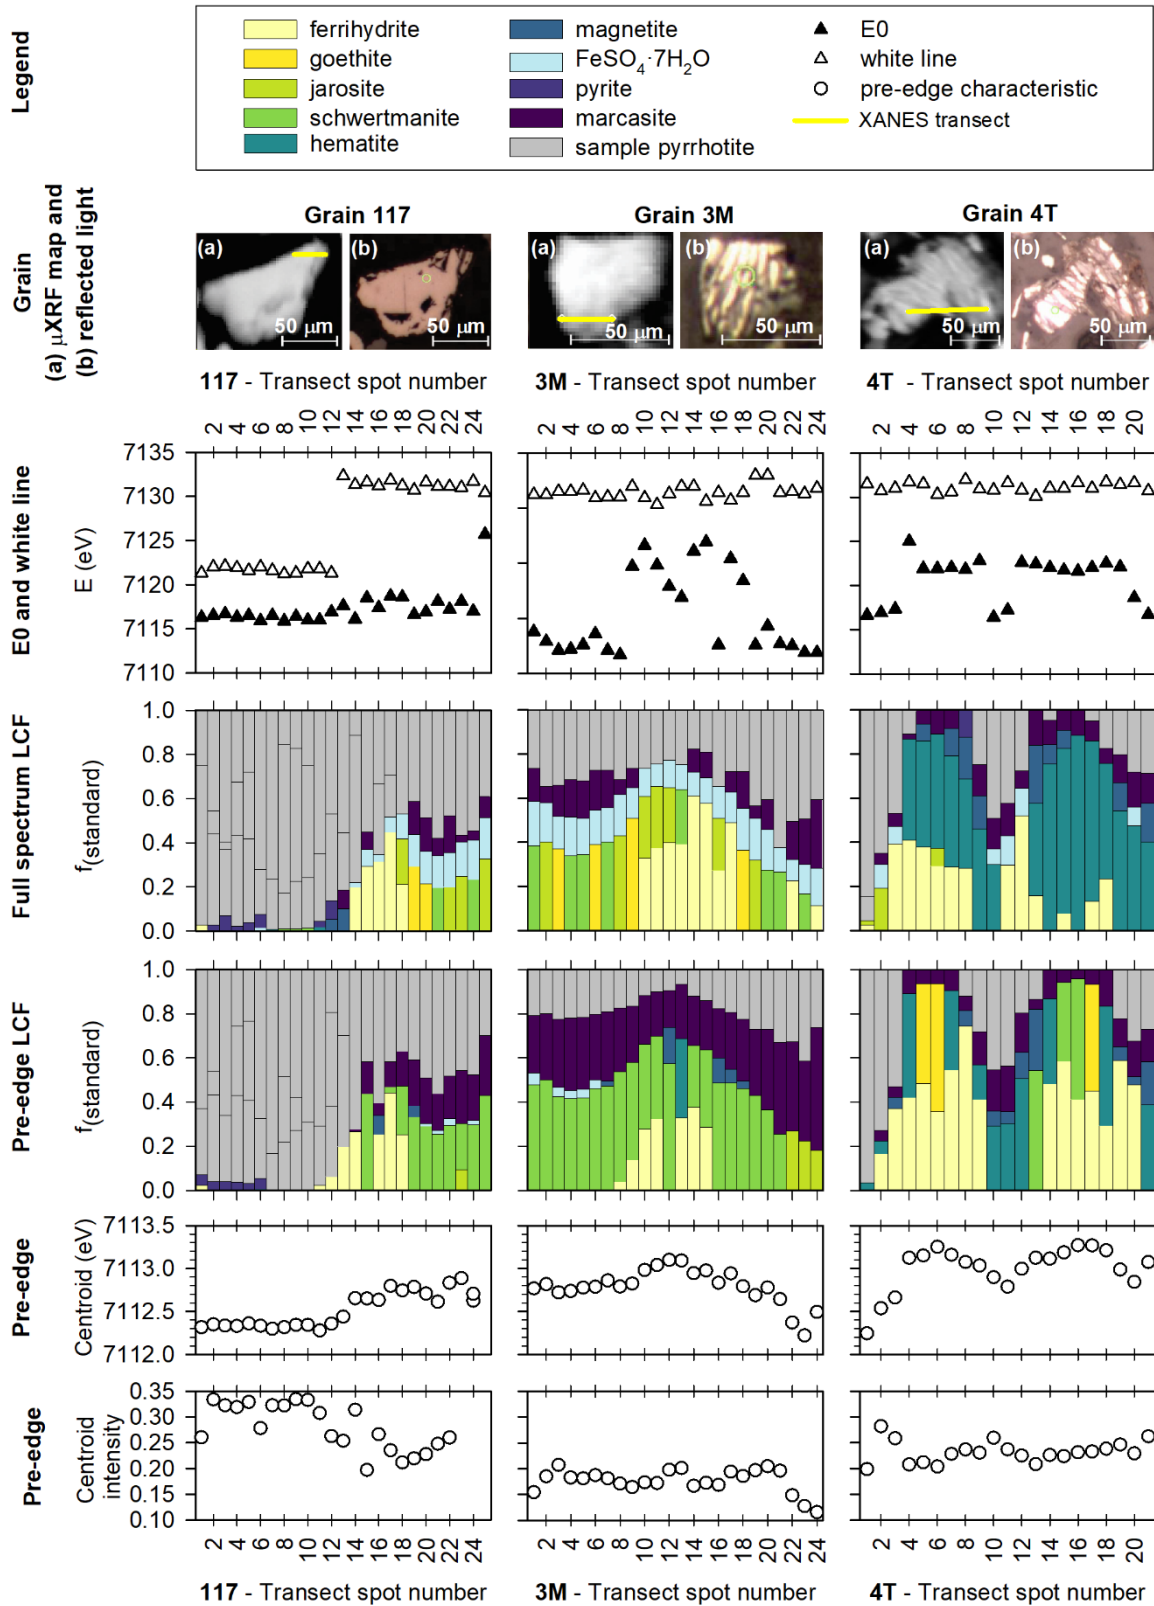 Legend
ferrihydrite
goethite
jarosite
schwertmanite
hematite
magnetite
FeSO₄·7H₂O
pyrite
marcasite
sample pyrrhotite
E0
white line
pre-edge characteristic
XANES transect
Grain
(a) µXRF map and
(b) reflected light
Grain 117
Grain 3M
Grain 4T
(a)
50 µm
(b)
50 µm
(a)
50 µm
(b)
50 µm
(a)
50 µm
(b)
50 µm
117 - Transect spot number
3M - Transect spot number
4T - Transect spot number
2 4 6 8 10 12 14 16 18 20 22 24
2 4 6 8 10 12 14 16 18 20 22 24
2 4 6 8 10 12 14 16 18 20
E0 and white line
E (eV)
7135
7130
7125
7120
7115
7110
Full spectrum LCF
f(standard)
1.0
0.8
0.6
0.4
0.2
0.0
Pre-edge LCF
f(standard)
1.0
0.8
0.6
0.4
0.2
0.0
Pre-edge
Centroid (eV)
7113.5
7113.0
7112.5
7112.0
Pre-edge
Centroid
intensity
0.35
0.30
0.25
0.20
0.15
0.10
2 4 6 8 10 12 14 16 18 20 22 24
2 4 6 8 10 12 14 16 18 20 22 24
2 4 6 8 10 12 14 16 18 20
117 - Transect spot number
3M - Transect spot number
4T - Transect spot number